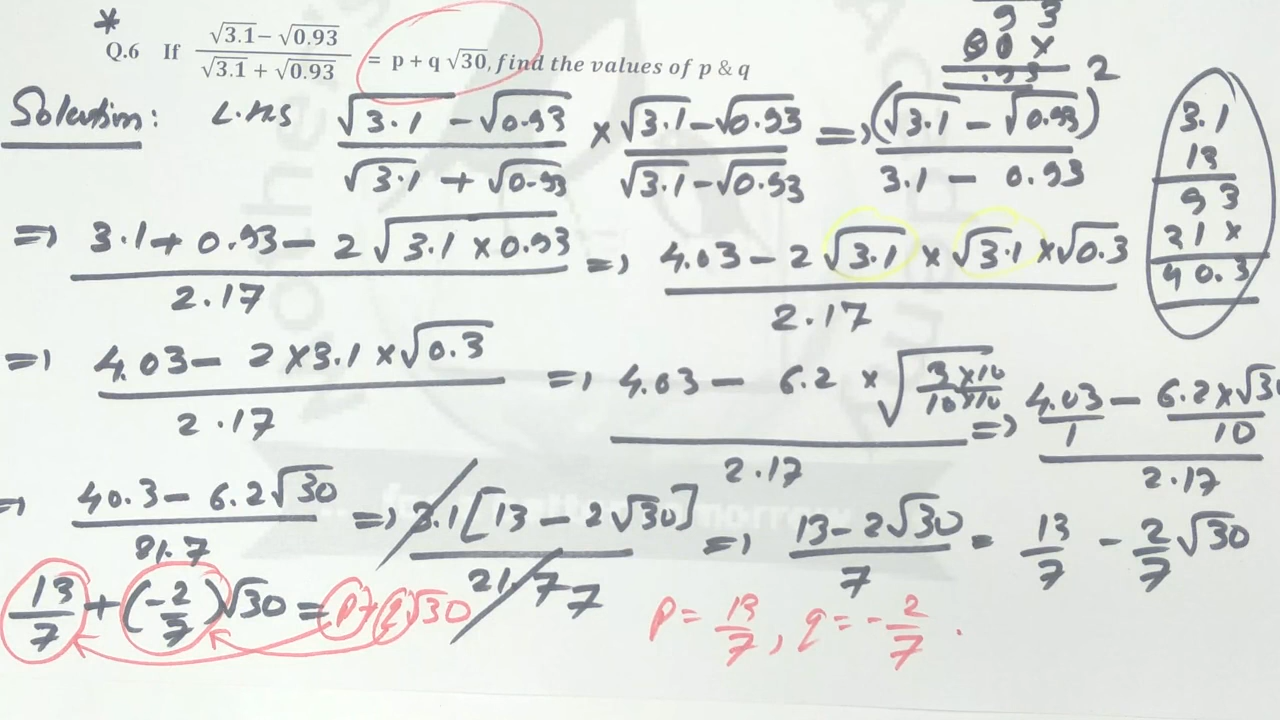 *
Q.6 If (√3.1 − √0.93)/(√3.1 + √0.93) = p + q √30, find the values of p & q
Solution: L.H.S (√3.1 − √0.93)/(√3.1 + √0.93) × (√3.1 − √0.93)/(√3.1 − √0.93) => (√3.1 − √0.93)²/(3.1 − 0.93)
=> (3.1 + 0.93 − 2√(3.1 × 0.93))/2.17 => (4.03 − 2√3.1 × √3.1 × √0.3)/2.17
=> (4.03 − 2 × 3.1 × √0.3)/2.17 => (4.03 − 6.2 × √((3 × 10)/(10 × 10)))/2.17 => (4.03/1 − (6.2 × √30)/10)/2.17
=> (40.3 − 6.2√30)/21.7 => 3.1[13 − 2√30]/21.7 7 => (13 − 2√30)/7 = 13/7 − 2/7 √30
13/7 + (−2/7)√30 = p + q√30 p = 13/7, q = −2/7.
3.1
13
93
31×
40.3